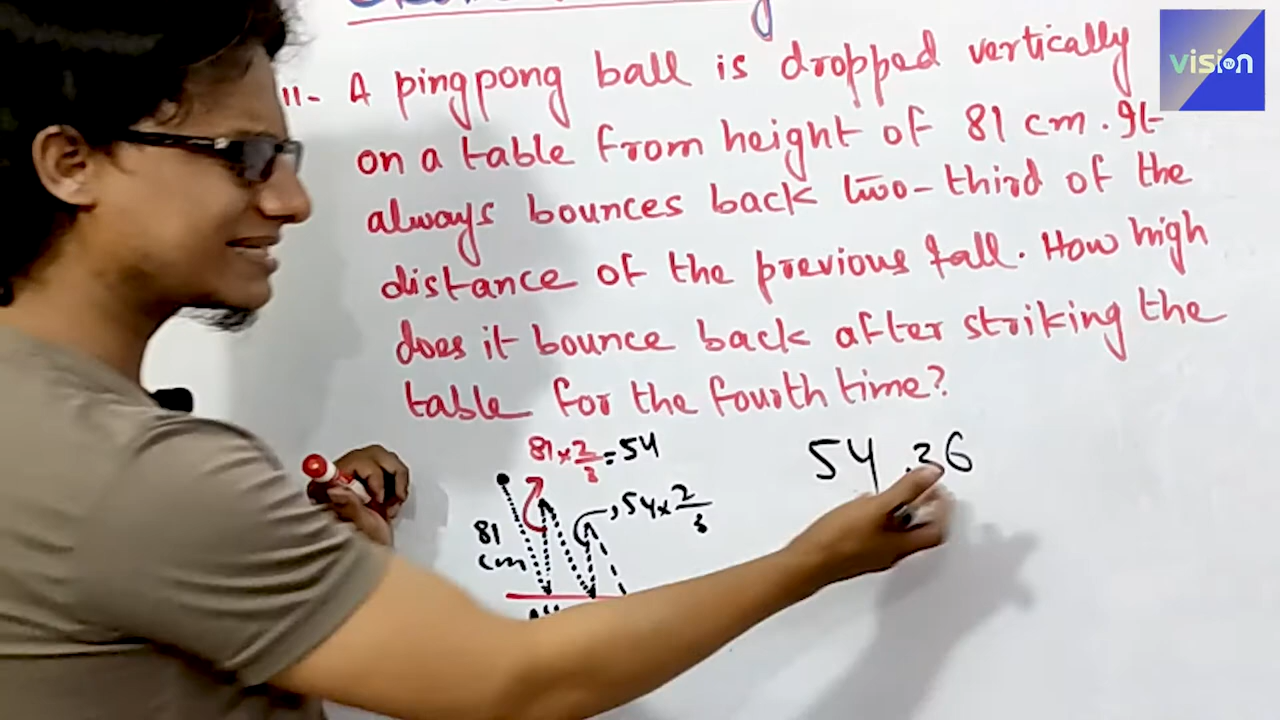 vision
11- A pingpong ball is dropped vertically
on a table from height of 81 cm. It
always bounces back two-third of the
distance of the previous fall. How high
does it bounce back after striking the
table for the fourth time?
81×2/3=54
54, 36
54×2/3
81
cm